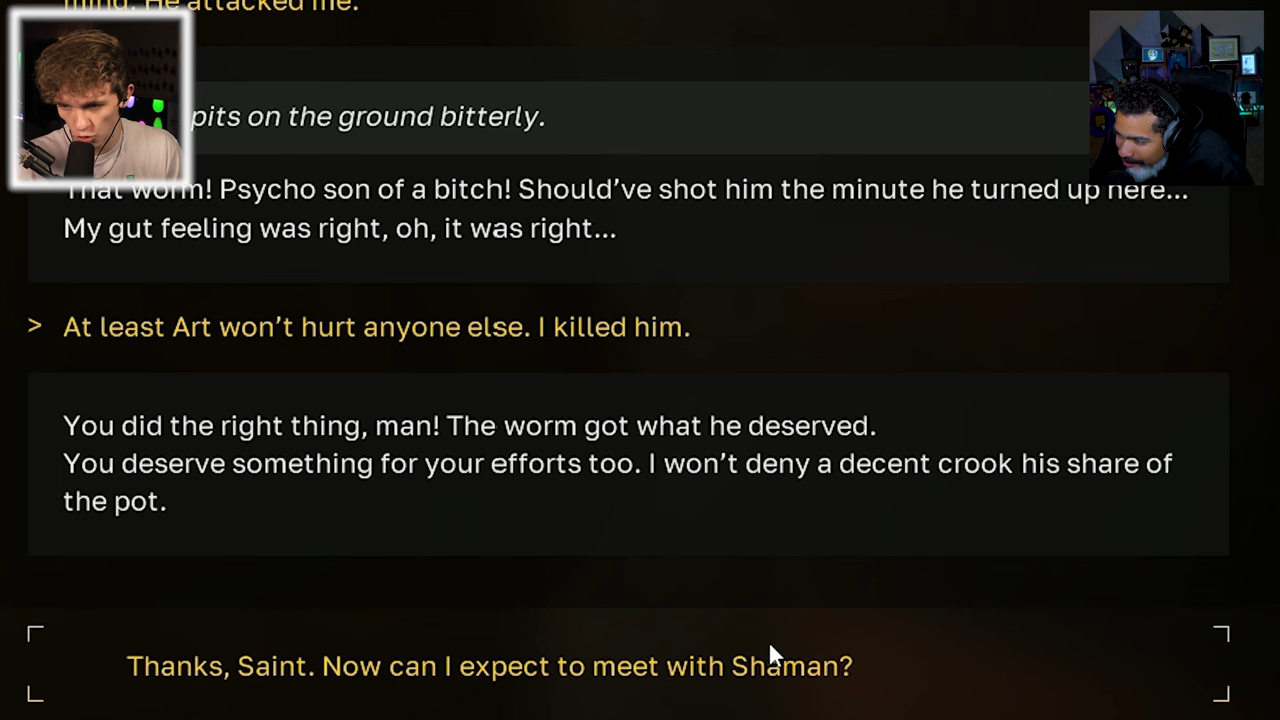 mind. He attacked me.
pits on the ground bitterly.
That worm! Psycho son of a bitch! Should’ve shot him the minute he turned up here...
My gut feeling was right, oh, it was right...
> At least Art won’t hurt anyone else. I killed him.
You did the right thing, man! The worm got what he deserved.
You deserve something for your efforts too. I won’t deny a decent crook his share of
the pot.
Thanks, Saint. Now can I expect to meet with Shaman?